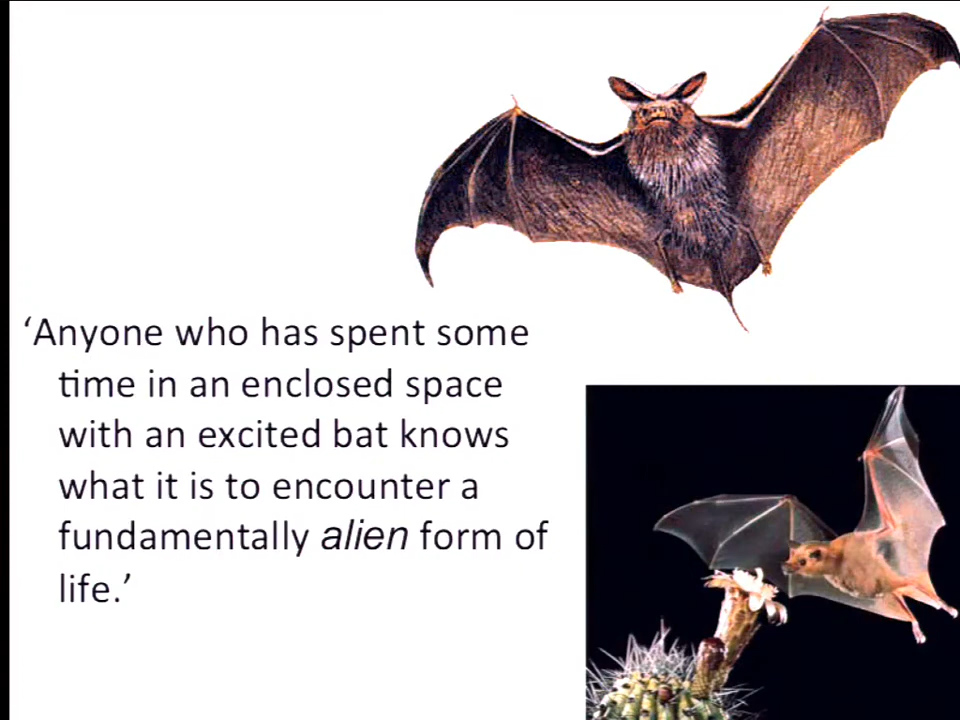 ‘Anyone who has spent some
time in an enclosed space
with an excited bat knows
what it is to encounter a
fundamentally alien form of
life.’